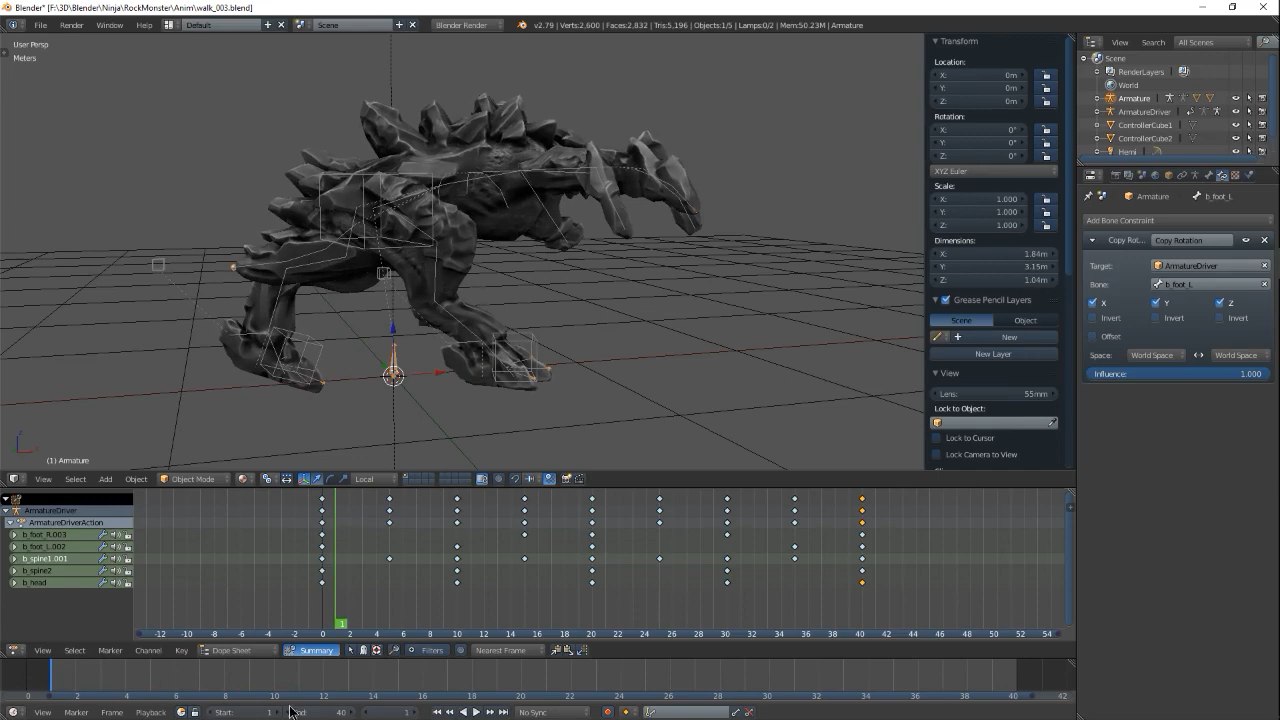 Blender* [F:\3D\Blender\Ninja\RockMonster\Anim\walk_003.blend]
File Render Window Help Default Scene Blender Render v2.79 | Verts:2,600 | Faces:2,832 | Tris:5,196 | Objects:1/5 | Lamps:0/2 | Mem:50.23M | Armature
User Persp
Meters
(1) Armature
Transform
Location:
X: 0m
Y: 0m
Z: 0m
Rotation:
X: 0°
Y: 0°
Z: 0°
XYZ Euler
Scale:
X: 1.000
Y: 1.000
Z: 1.000
Dimensions:
X: 1.84m
Y: 3.15m
Z: 1.04m
Grease Pencil Layers
Scene Object
New
New Layer
View
Lens: 55mm
Lock to Object:
Lock to Cursor
Lock Camera to View
View Search All Scenes
Scene
RenderLayers
World
Armature
ArmatureDriver
ControllerCube1
ControllerCube2
Hemi
Armature b_foot_L
Add Bone Constraint
Copy Rot... Copy Rotation
Target: ArmatureDriver
Bone: b_foot_L
X Y Z
Invert Invert Invert
Offset
Space: World Space World Space
Influence: 1.000
View Select Add Object Object Mode Local
ArmatureDriver
ArmatureDriverAction
b_foot_R.003
b_foot_L.002
b_spine1.001
b_spine2
b_head
1
-12 -10 -8 -6 -4 -2 0 2 4 6 8 10 12 14 16 18 20 22 24 26 28 30 32 34 36 38 40 42 44 46 48 50 52 54
View Select Marker Channel Key Dope Sheet Summary Filters Nearest Frame
0 2 4 6 8 10 12 14 16 18 20 22 24 26 28 30 32 34 36 38 40
View Marker Frame Playback Start: 1 40 1 No Sync